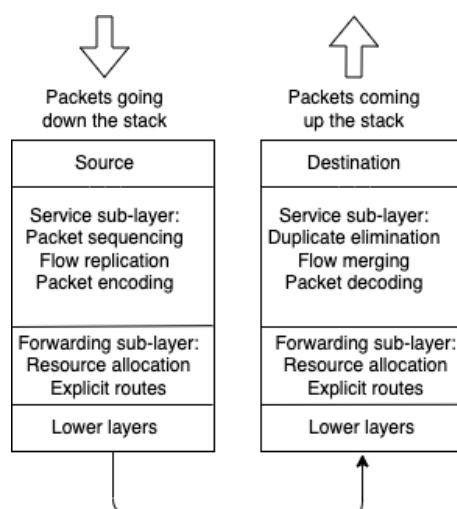 Packets going
down the stack
Source
Service sub-layer:
Packet sequencing
Flow replication
Packet encoding
Forwarding sub-layer:
Resource allocation
Explicit routes
Lower layers
Packets coming
up the stack
Destination
Service sub-layer:
Duplicate elimination
Flow merging
Packet decoding
Forwarding sub-layer:
Resource allocation
Explicit routes
Lower layers